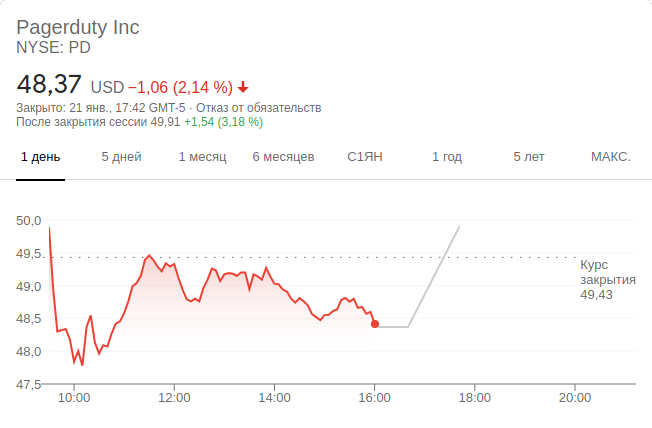 Pagerduty Inc
NYSE: PD
48,37 USD −1,06 (2,14 %)
Закрыто: 21 янв., 17:42 GMT-5 · Отказ от обязательств
После закрытия сессии 49,91 +1,54 (3,18 %)
1 день 5 дней 1 месяц 6 месяцев С1ЯН 1 год 5 лет МАКС.
50,0
49,5
Курс
закрытия
49,43
49,0
48,5
48,0
47,5
10:00 12:00 14:00 16:00 18:00 20:00